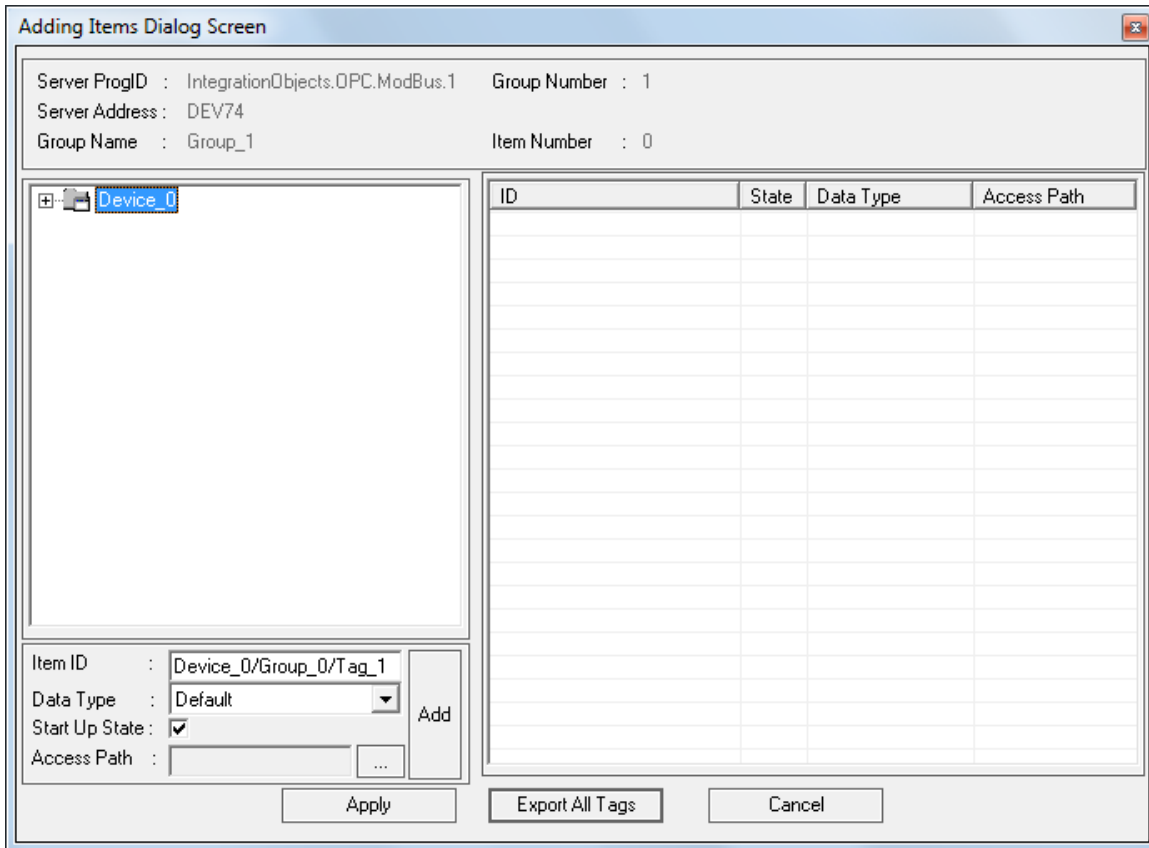 Adding Items Dialog Screen
Server ProgID : IntegrationObjects.OPC.ModBus.1 Group Number : 1
Server Address : DEV74
Group Name : Group_1 Item Number : 0
Device_0
ID State Data Type Access Path
Item ID : Device_0/Group_0/Tag_1
Data Type : Default
Add
Start Up State :
Access Path : ...
Apply Export All Tags Cancel